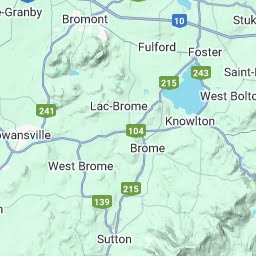 e-Granby
Bromont
10
Stuk
Fulford
Foster
215
243
Saint-
241
Lac-Brome
West Bolto
owansville
104
Knowlton
Brome
West Brome
139
215
Sutton